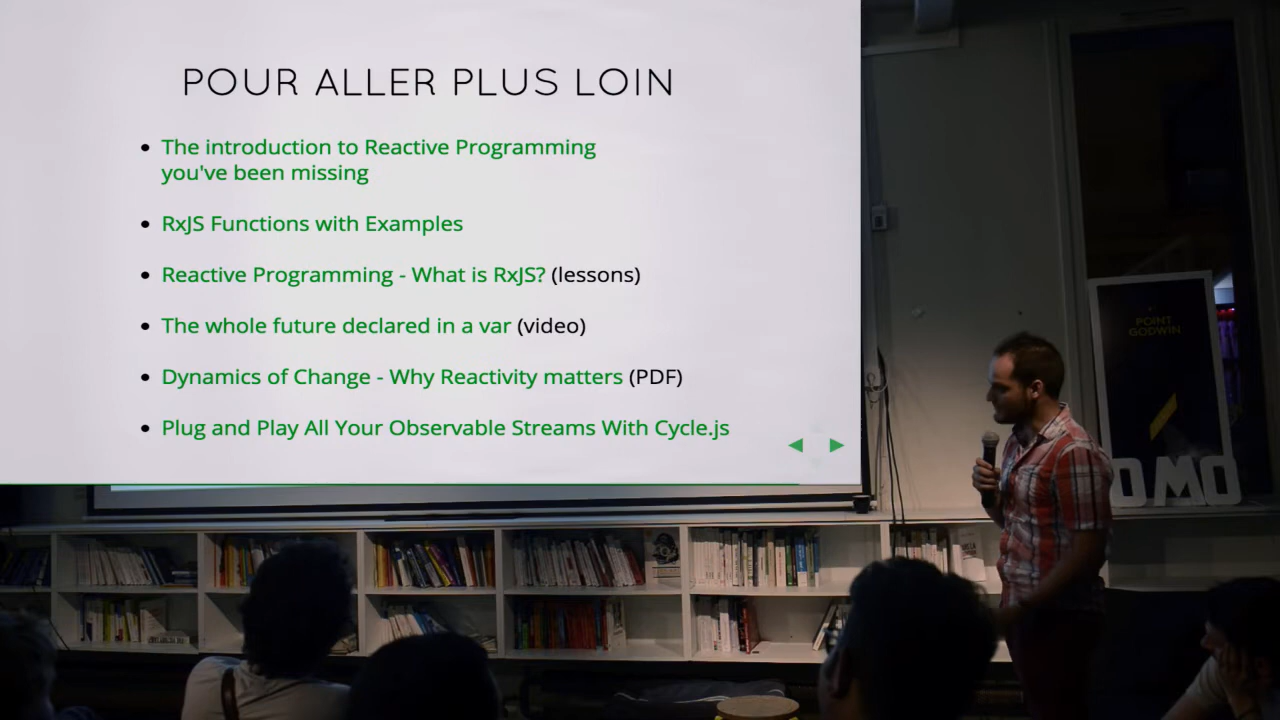 POUR ALLER PLUS LOIN
The introduction to Reactive Programming
you've been missing
RxJS Functions with Examples
Reactive Programming - What is RxJS? (lessons)
The whole future declared in a var (video)
Dynamics of Change - Why Reactivity matters (PDF)
Plug and Play All Your Observable Streams With Cycle.js
POINT
GODWIN
OMO